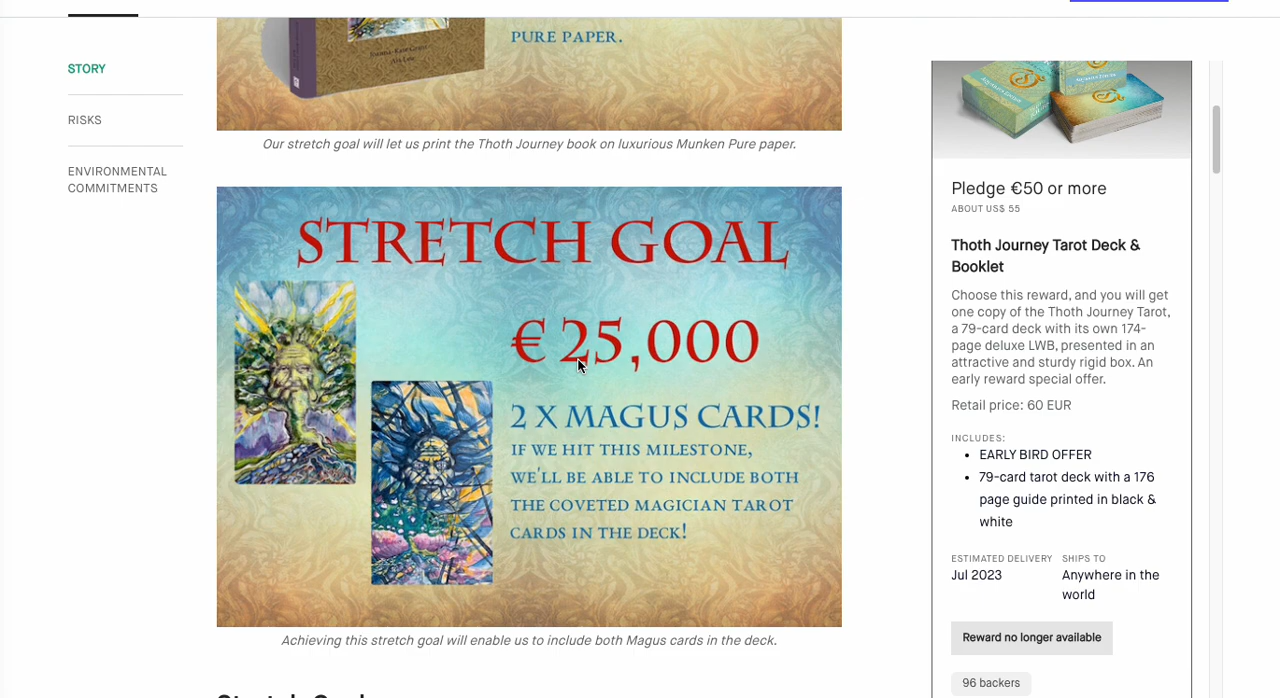 PURE PAPER.
STORY
RISKS
ENVIRONMENTAL
COMMITMENTS
Our stretch goal will let us print the Thoth Journey book on luxurious Munken Pure paper.
STRETCH GOAL
€ 25,000
2 X MAGUS CARDS!
IF WE HIT THIS MILESTONE,
WE'LL BE ABLE TO INCLUDE BOTH
THE COVETED MAGICIAN TAROT
CARDS IN THE DECK!
Achieving this stretch goal will enable us to include both Magus cards in the deck.
Pledge €50 or more
ABOUT US$ 55
Thoth Journey Tarot Deck &
Booklet
Choose this reward, and you will get
one copy of the Thoth Journey Tarot,
a 79-card deck with its own 174-
page deluxe LWB, presented in an
attractive and sturdy rigid box. An
early reward special offer.
Retail price: 60 EUR
INCLUDES:
EARLY BIRD OFFER
79-card tarot deck with a 176
page guide printed in black &
white
ESTIMATED DELIVERY
Jul 2023
SHIPS TO
Anywhere in the
world
Reward no longer available
96 backers